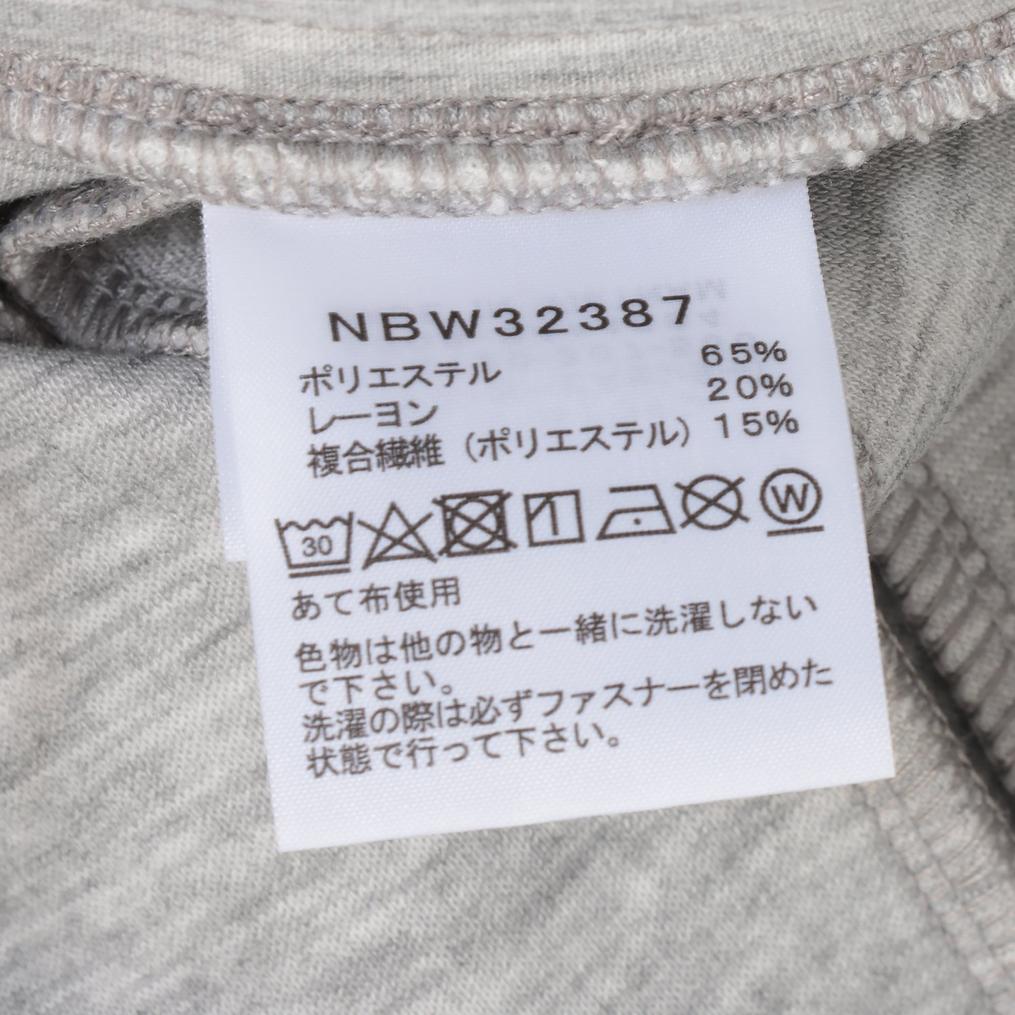 NBW32387
ポリエステル 65%
レーヨン 20%
複合繊維（ポリエステル） 15%
30 W
あて布使用
色物は他の物と一緒に洗濯しない
で下さい。
洗濯の際は必ずファスナーを閉めた
状態で行って下さい。